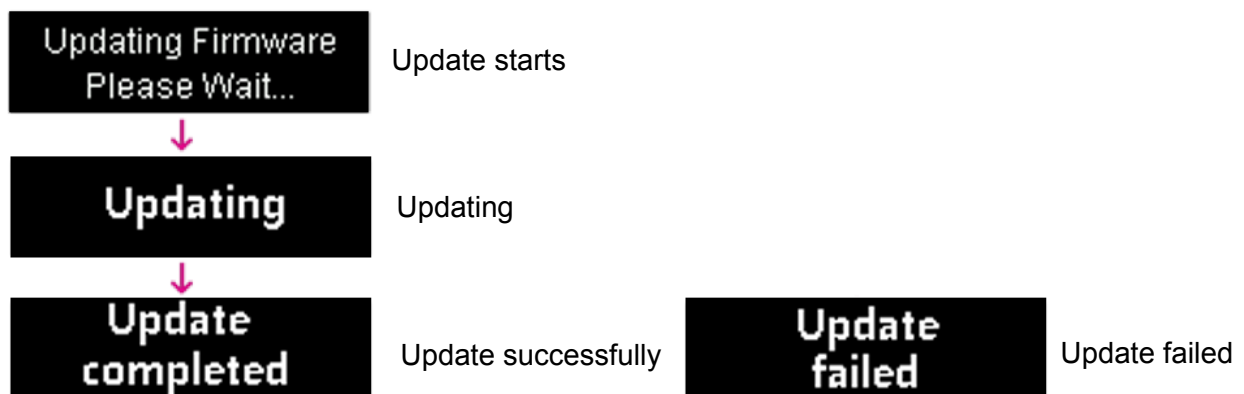 Updating Firmware
Please Wait...
Update starts
Updating
Updating
Update
completed
Update successfully
Update
failed
Update failed